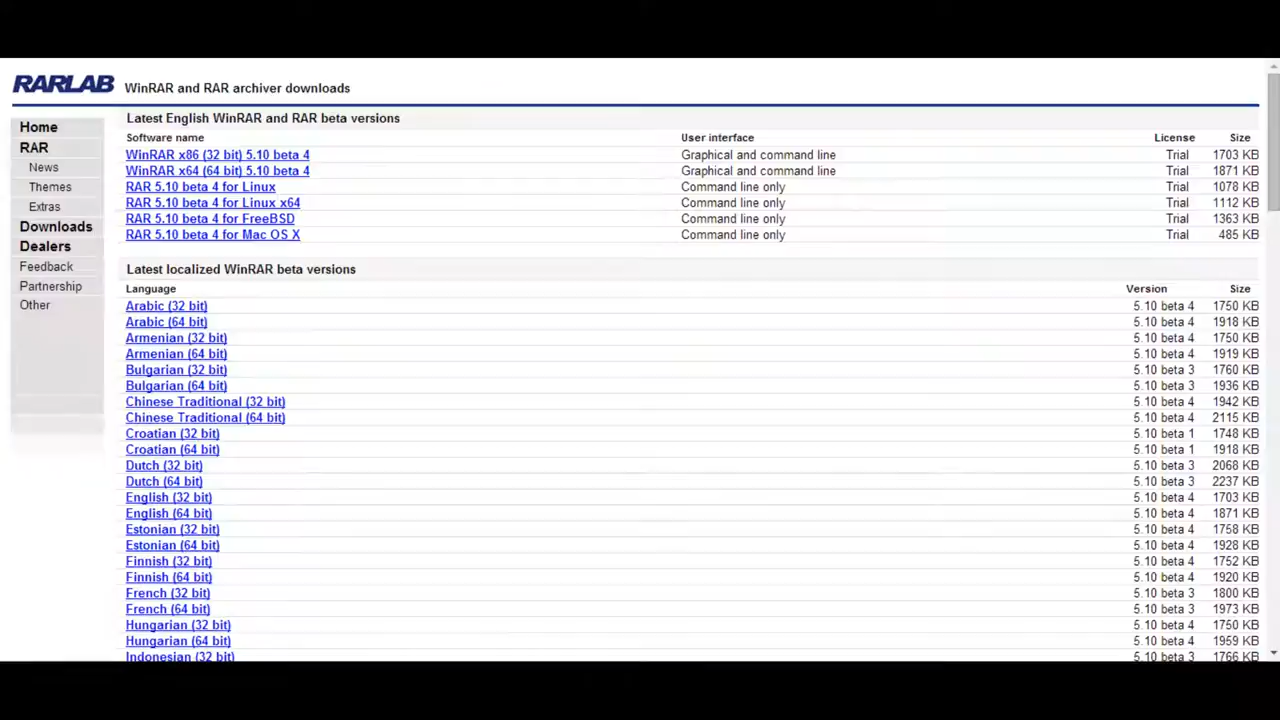 RARLAB WinRAR and RAR archiver downloads
Home
RAR
News
Themes
Extras
Downloads
Dealers
Feedback
Partnership
Other
Latest English WinRAR and RAR beta versions
Software name User interface License Size
WinRAR x86 (32 bit) 5.10 beta 4 Graphical and command line Trial 1703 KB
WinRAR x64 (64 bit) 5.10 beta 4 Graphical and command line Trial 1871 KB
RAR 5.10 beta 4 for Linux Command line only Trial 1078 KB
RAR 5.10 beta 4 for Linux x64 Command line only Trial 1112 KB
RAR 5.10 beta 4 for FreeBSD Command line only Trial 1363 KB
RAR 5.10 beta 4 for Mac OS X Command line only Trial 485 KB
Latest localized WinRAR beta versions
Language Version Size
Arabic (32 bit) 5.10 beta 4 1750 KB
Arabic (64 bit) 5.10 beta 4 1918 KB
Armenian (32 bit) 5.10 beta 4 1750 KB
Armenian (64 bit) 5.10 beta 4 1919 KB
Bulgarian (32 bit) 5.10 beta 3 1760 KB
Bulgarian (64 bit) 5.10 beta 3 1936 KB
Chinese Traditional (32 bit) 5.10 beta 4 1942 KB
Chinese Traditional (64 bit) 5.10 beta 4 2115 KB
Croatian (32 bit) 5.10 beta 1 1748 KB
Croatian (64 bit) 5.10 beta 1 1918 KB
Dutch (32 bit) 5.10 beta 3 2068 KB
Dutch (64 bit) 5.10 beta 3 2237 KB
English (32 bit) 5.10 beta 4 1703 KB
English (64 bit) 5.10 beta 4 1871 KB
Estonian (32 bit) 5.10 beta 4 1758 KB
Estonian (64 bit) 5.10 beta 4 1928 KB
Finnish (32 bit) 5.10 beta 4 1752 KB
Finnish (64 bit) 5.10 beta 4 1920 KB
French (32 bit) 5.10 beta 3 1800 KB
French (64 bit) 5.10 beta 3 1973 KB
Hungarian (32 bit) 5.10 beta 4 1750 KB
Hungarian (64 bit) 5.10 beta 4 1959 KB
Indonesian (32 bit) 5.10 beta 3 1766 KB